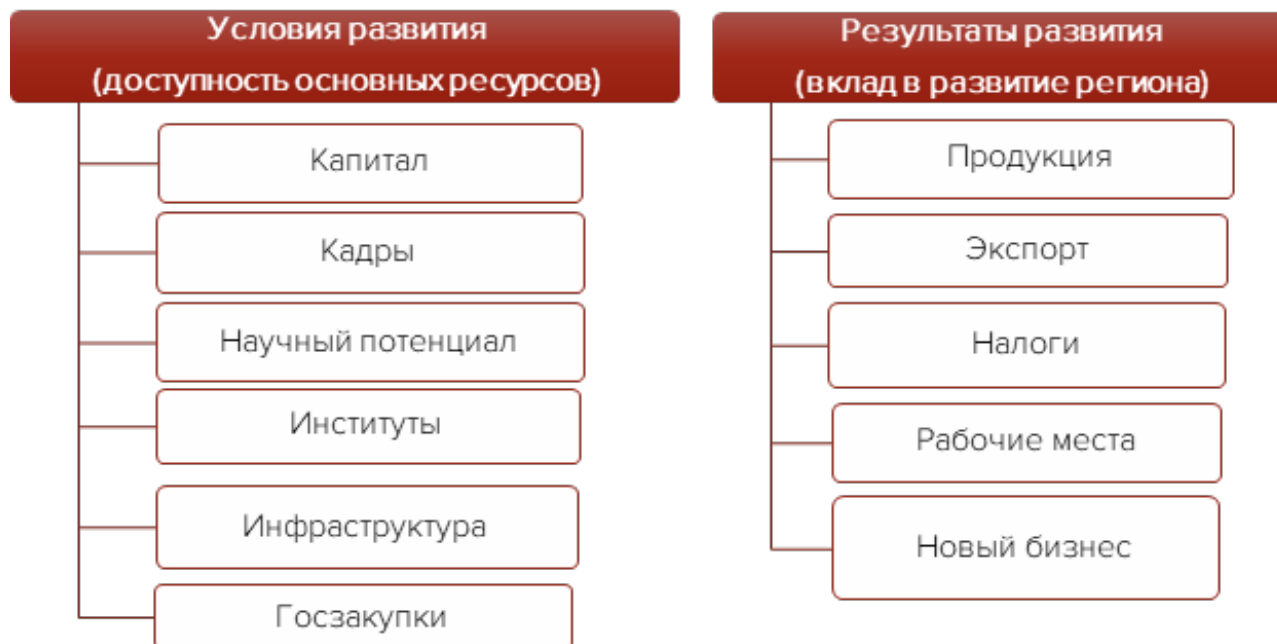 Условия развития
(доступность основных ресурсов)
Капитал
Кадры
Научный потенциал
Институты
Инфраструктура
Госзакупки
Результаты развития
(вклад в развитие региона)
Продукция
Экспорт
Налоги
Рабочие места
Новый бизнес